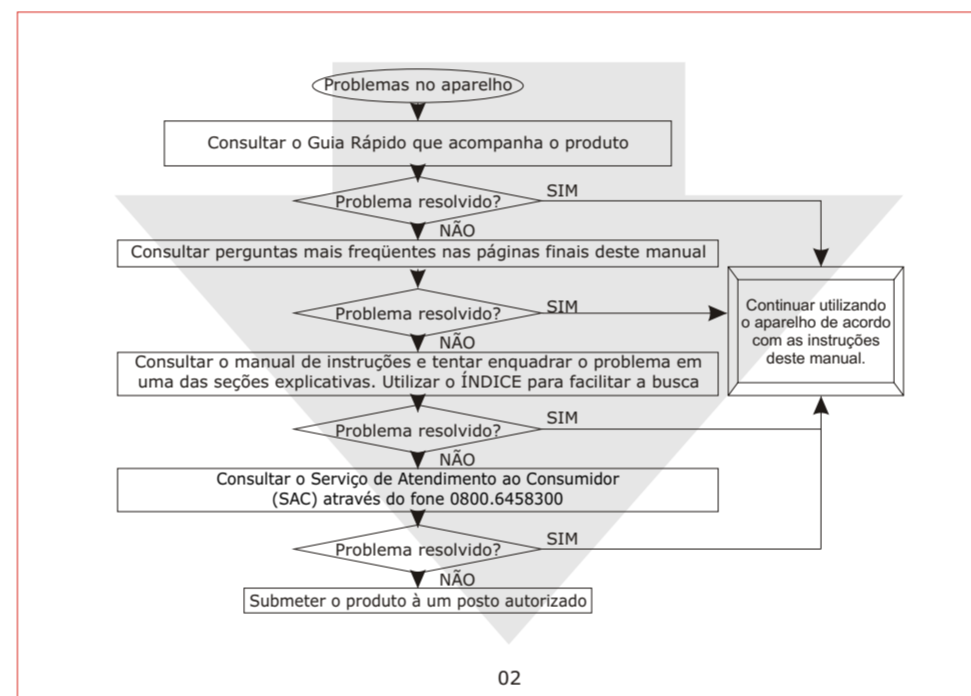 Problemas no aparelho
Consultar o Guia Rápido que acompanha o produto
Problema resolvido?
SIM
NÃO
Consultar perguntas mais freqüentes nas páginas finais deste manual
Problema resolvido?
SIM
NÃO
Consultar o manual de instruções e tentar enquadrar o problema em
uma das seções explicativas. Utilizar o ÍNDICE para facilitar a busca
Problema resolvido?
SIM
NÃO
Consultar o Serviço de Atendimento ao Consumidor
(SAC) através do fone 0800.6458300
Problema resolvido?
SIM
NÃO
Submeter o produto à um posto autorizado
Continuar utilizando
o aparelho de acordo
com as instruções
deste manual.
02